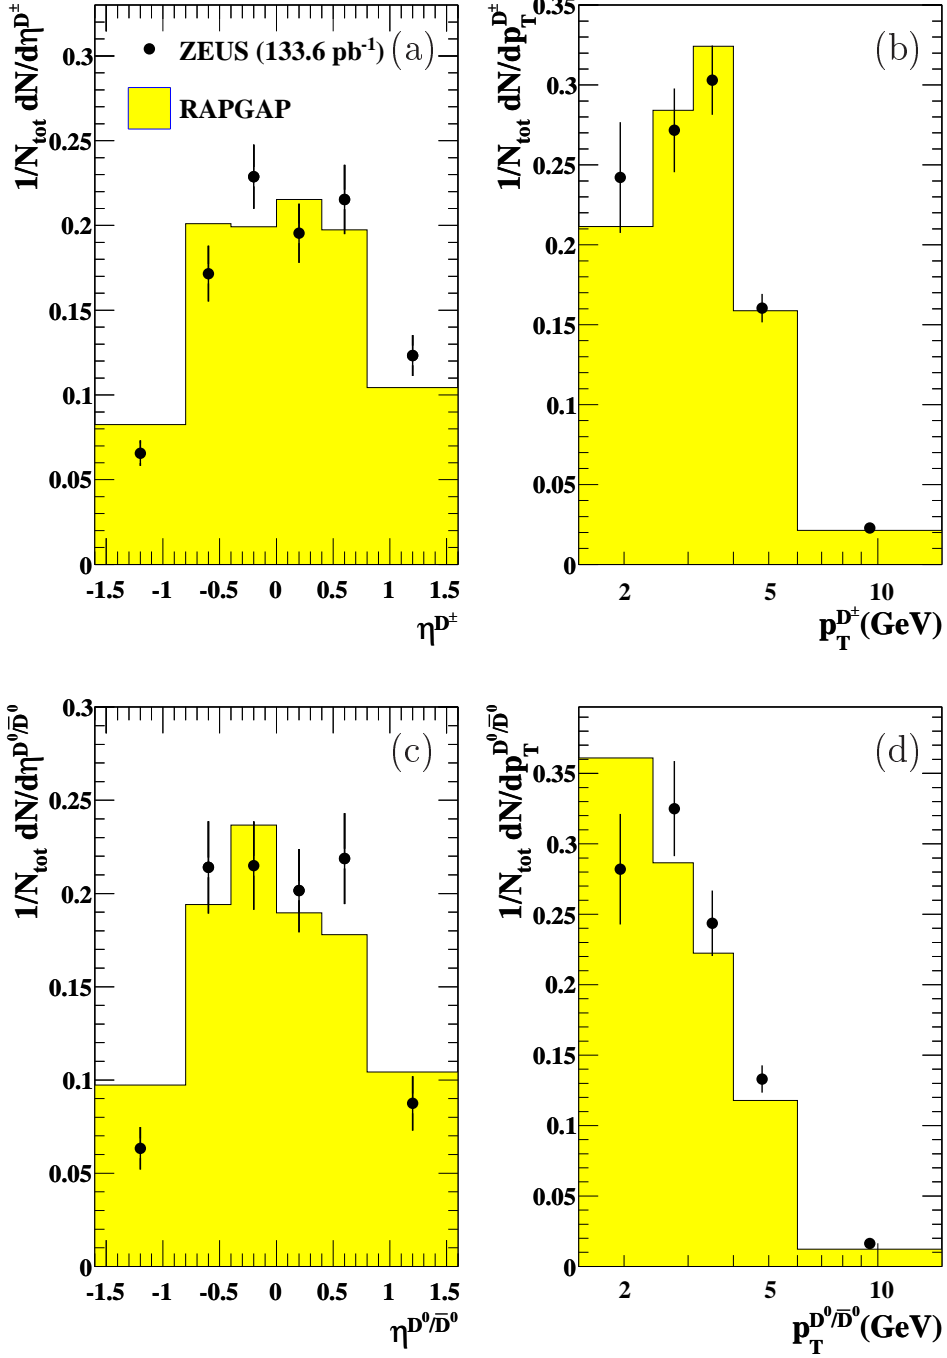 1/N_tot dN/dη^D±
0.3
0.25
0.2
0.15
0.1
0.05
0
ZEUS (133.6 pb⁻¹) (a)
RAPGAP
-1.5 -1 -0.5 0 0.5 1 1.5
η^D±
1/N_tot dN/dp_T^D±
0.35
0.3
0.25
0.2
0.15
0.1
0.05
0
(b)
2 5 10
p_T^D± (GeV)
1/N_tot dN/dη^D⁰/D̅⁰
0.3
0.25
0.2
0.15
0.1
0.05
0
(c)
-1.5 -1 -0.5 0 0.5 1 1.5
η^D⁰/D̅⁰
1/N_tot dN/dp_T^D⁰/D̅⁰
0.35
0.3
0.25
0.2
0.15
0.1
0.05
0
(d)
2 5 10
p_T^D⁰/D̅⁰ (GeV)